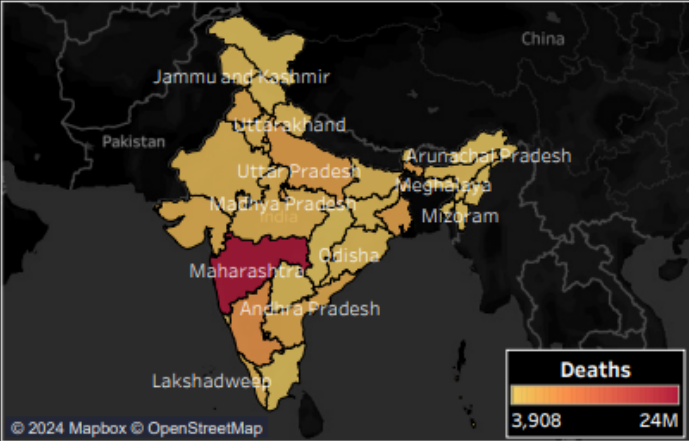 China
Jammu and Kashmir
Uttarakhand
Pakistan
Arunachal Pradesh
Uttar Pradesh
Meghalaya
Madhya Pradesh
India
Mizoram
Odisha
Maharashtra
Andhra Pradesh
Lakshadweep
Deaths
3,908 24M
© 2024 Mapbox © OpenStreetMap